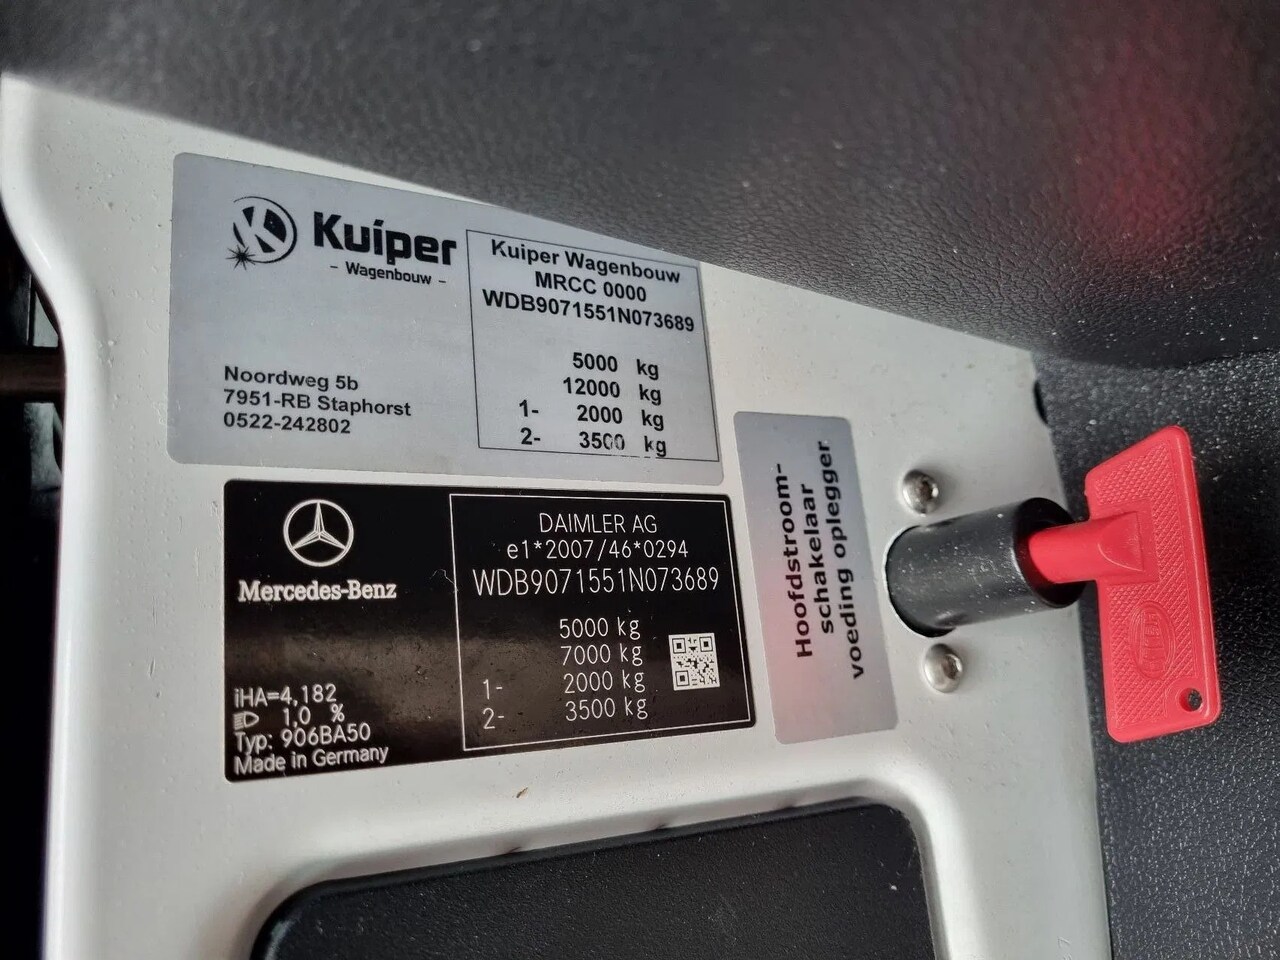 Kuiper
- Wagenbouw -
Noordweg 5b
7951-RB Staphorst
0522-242802
Kuiper Wagenbouw
MRCC 0000
WDB9071551N073689
5000 kg
12000 kg
1- 2000 kg
2- 3500 kg
Mercedes-Benz
iHA=4,182
1,0 %
Typ: 906BA50
Made in Germany
DAIMLER AG
e1*2007/46*0294
WDB9071551N073689
5000 kg
7000 kg
1- 2000 kg
2- 3500 kg
Hoofdstroom-
schakelaar
voeding oplegger